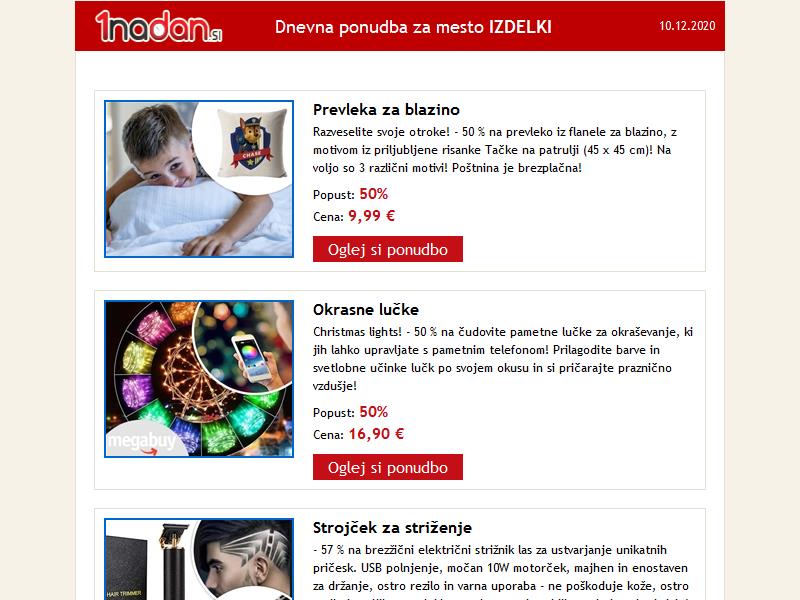 1nadan.si
Dnevna ponudba za mesto IZDELKI
10.12.2020
CHASE
Prevleka za blazino
Razveselite svoje otroke! - 50 % na prevleko iz flanele za blazino, z
motivom iz priljubljene risanke Tačke na patrulji (45 x 45 cm)! Na
voljo so 3 različni motivi! Poštnina je brezplačna!
Popust: 50%
Cena: 9,99 €
Oglej si ponudbo
megabuy
Okrasne lučke
Christmas lights! - 50 % na čudovite pametne lučke za okraševanje, ki
jih lahko upravljate s pametnim telefonom! Prilagodite barve in
svetlobne učinke lučk po svojem okusu in si pričarajte praznično
vzdušje!
Popust: 50%
Cena: 16,90 €
Oglej si ponudbo
HAIR TRIMMER
Strojček za striženje
- 57 % na brezžični električni strižnik las za ustvarjanje unikatnih
pričesk. USB polnjenje, močan 10W motorček, majhen in enostaven
za držanje, ostro rezilo in varna uporaba - ne poškoduje kože, ostro